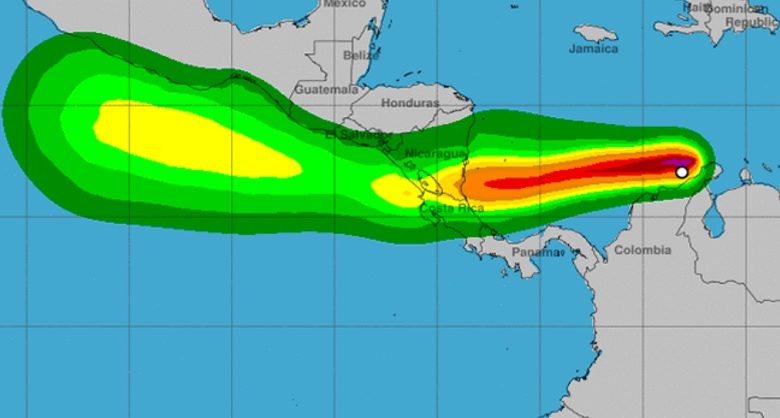 Mexico
Haiti
Dominican
Republic
Jamaica
Belize
Guatemala
Honduras
El Salvador
Nicaragua
Costa Rica
Panama
Colombia